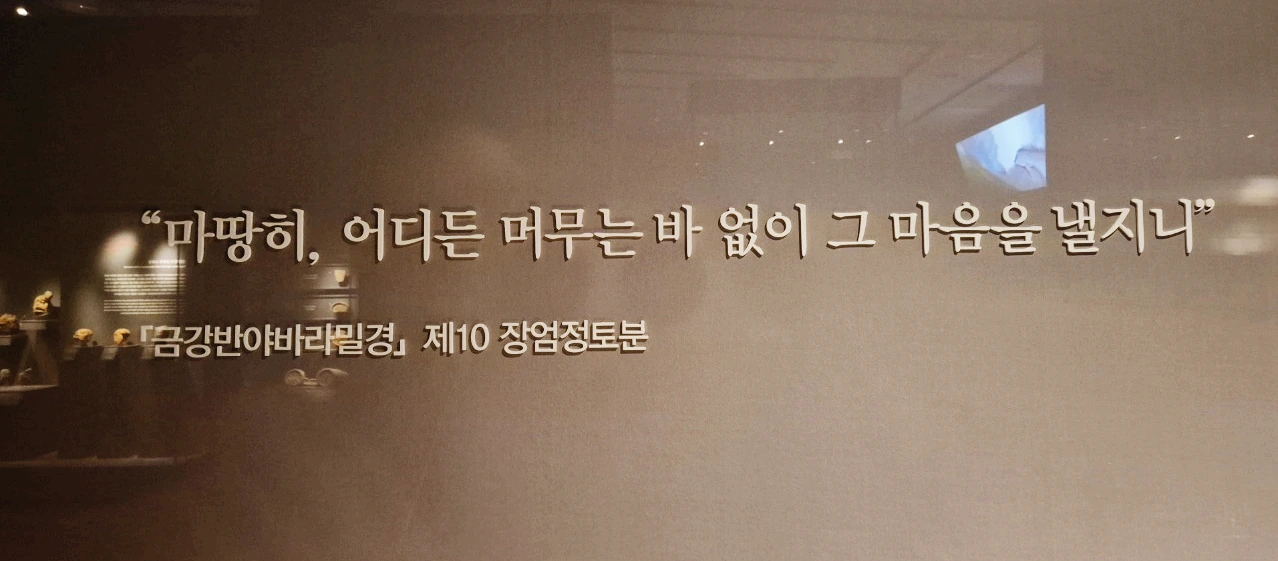 “마땅히, 어디든 머무는 바 없이 그 마음을 낼지니”
『금강반야바라밀경』 제10 장엄정토분